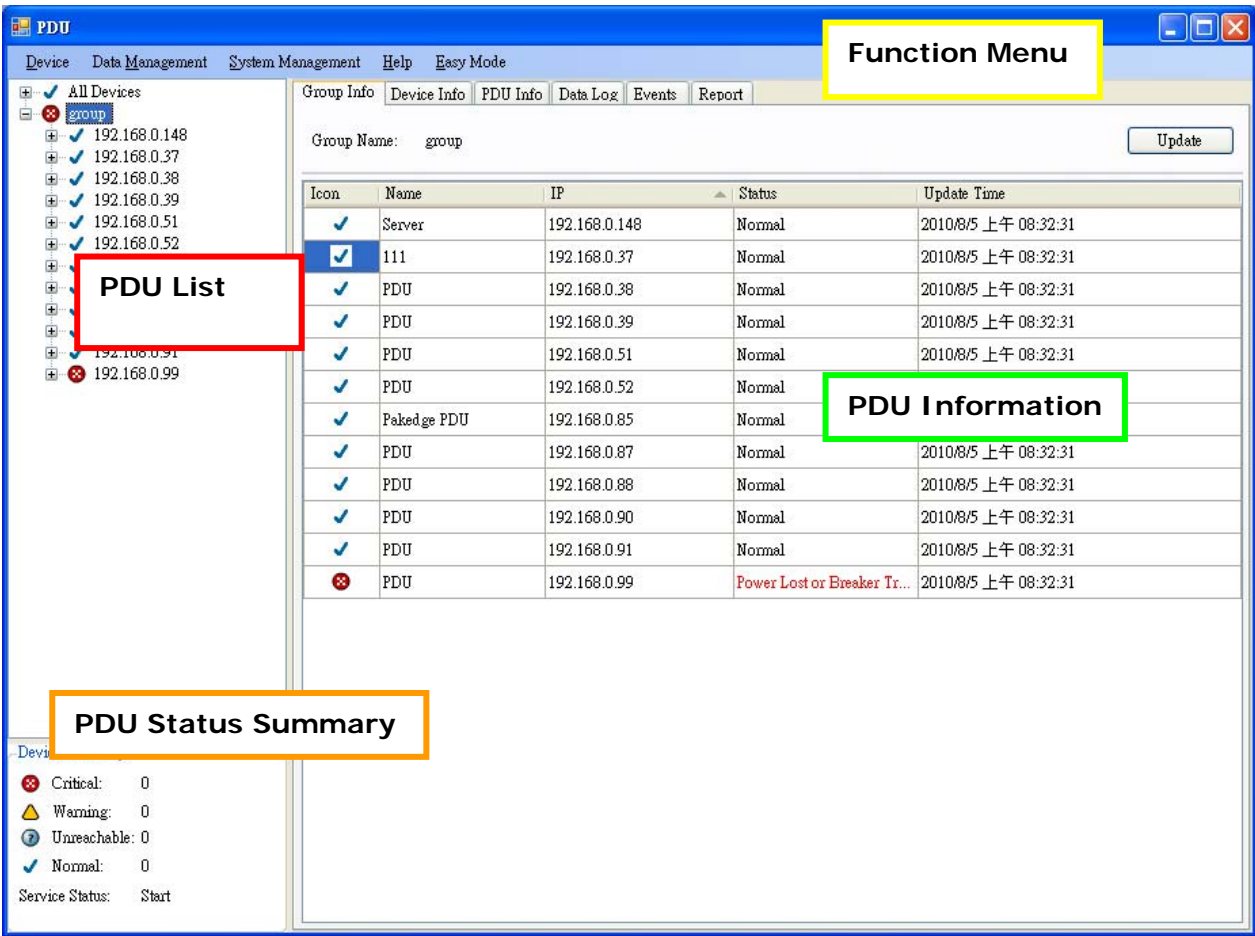 PDU
Function Menu
Device Data Management System Management Help Easy Mode
All Devices
group
192.168.0.148
192.168.0.37
192.168.0.38
192.168.0.39
192.168.0.51
192.168.0.52
PDU List
192.168.0.91
192.168.0.99
Group Info Device Info PDU Info Data Log Events Report
Group Name: group Update
Icon Name IP Status Update Time
Server 192.168.0.148 Normal 2010/8/5 上午 08:32:31
111 192.168.0.37 Normal 2010/8/5 上午 08:32:31
PDU 192.168.0.38 Normal 2010/8/5 上午 08:32:31
PDU 192.168.0.39 Normal 2010/8/5 上午 08:32:31
PDU 192.168.0.51 Normal 2010/8/5 上午 08:32:31
PDU 192.168.0.52 Normal
PDU Information
Pakedge PDU 192.168.0.85 Normal
PDU 192.168.0.87 Normal 2010/8/5 上午 08:32:31
PDU 192.168.0.88 Normal 2010/8/5 上午 08:32:31
PDU 192.168.0.90 Normal 2010/8/5 上午 08:32:31
PDU 192.168.0.91 Normal 2010/8/5 上午 08:32:31
PDU 192.168.0.99 Power Lost or Breaker Tr... 2010/8/5 上午 08:32:31
PDU Status Summary
Critical: 0
Warning: 0
Unreachable: 0
Normal: 0
Service Status: Start